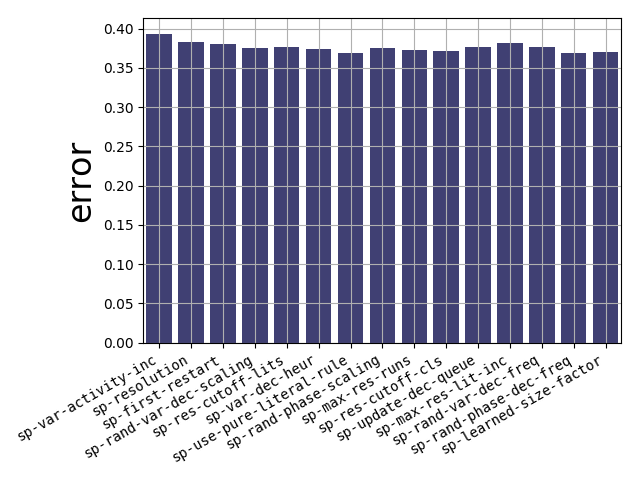 error
0.40
0.35
0.30
0.25
0.20
0.15
0.10
0.05
0.00
sp-var-activity-inc
sp-resolution
sp-first-restart
sp-rand-var-dec-scaling
sp-res-cutoff-lits
sp-var-dec-heur
sp-use-pure-literal-rule
sp-rand-phase-scaling
sp-max-res-runs
sp-res-cutoff-cls
sp-update-dec-queue
sp-max-res-lit-inc
sp-rand-var-dec-freq
sp-rand-phase-dec-freq
sp-learned-size-factor